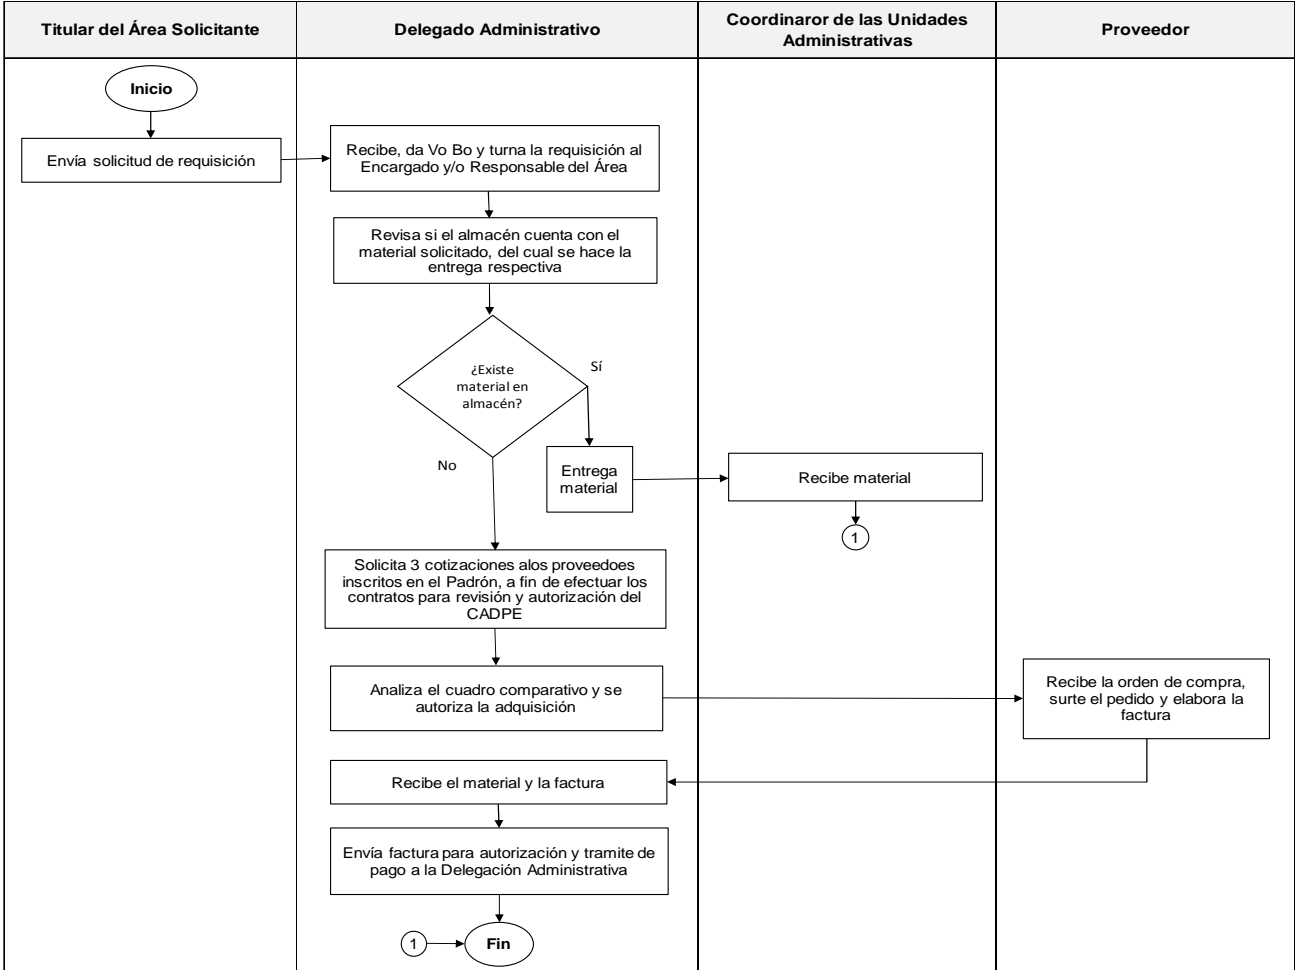 Titular del Área Solicitante
Delegado Administrativo
Coordinaror de las Unidades
Administrativas
Proveedor
Inicio
Envía solicitud de requisición
Recibe, da Vo Bo y turna la requisición al
Encargado y/o Responsable del Área
Revisa si el almacén cuenta con el
material solicitado, del cual se hace la
entrega respectiva
¿Existe
material en
almacén?
Sí
No
Entrega
material
Recibe material
1
Solicita 3 cotizaciones alos proveedoes
inscritos en el Padrón, a fin de efectuar los
contratos para revisión y autorización del
CADPE
Analiza el cuadro comparativo y se
autoriza la adquisición
Recibe la orden de compra,
surte el pedido y elabora la
factura
Recibe el material y la factura
Envía factura para autorización y tramite de
pago a la Delegación Administrativa
1
Fin